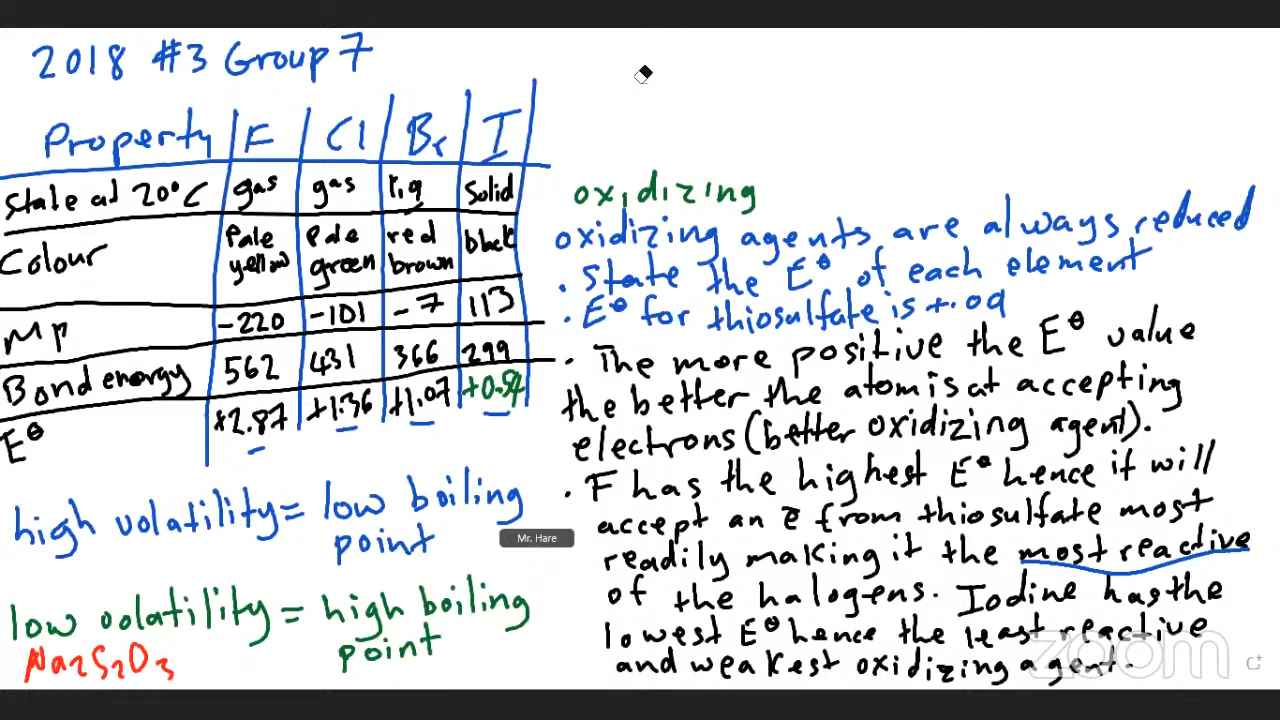 2018 #3 Group 7
Property F Cl Br I
State at 20°C gas gas liq Solid
Colour Pale yellow pale green red brown black
Mp -220 -101 -7 113
Bond energy 562 431 366 299
E⦵ +2.87 +1.36 +1.07 +0.54
high volatility = low boiling
point
low volatility = high boiling
point
Na2S2O3
Mr. Hare
oxidizing
oxidizing agents are always reduced
• State the E⦵ of each element
• E⦵ for thiosulfate is +.09
• The more positive the E⦵ value
the better the atom is at accepting
electrons (better oxidizing agent).
• F has the highest E⦵ hence it will
accept an e̅ from thiosulfate most
readily making it the most reactive
of the halogens. Iodine has the
lowest E⦵ hence the least reactive
and weakest oxidizing agent.
zoom